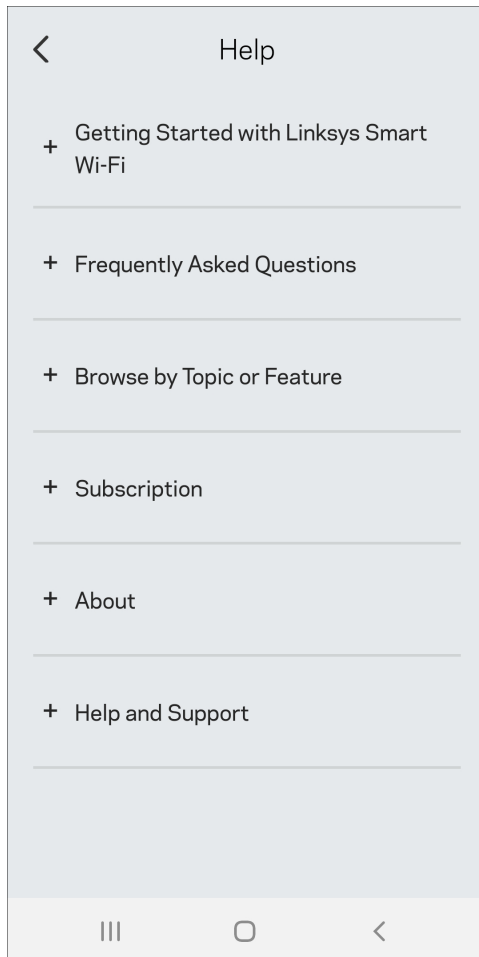 Help
Getting Started with Linksys Smart
Wi-Fi
Frequently Asked Questions
Browse by Topic or Feature
Subscription
About
Help and Support